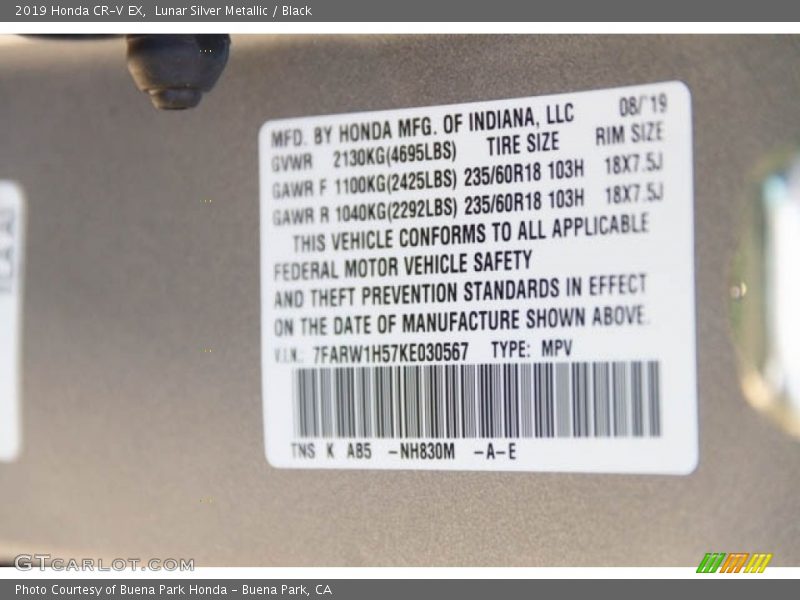 2019 Honda CR-V EX, Lunar Silver Metallic / Black
MFD. BY HONDA MFG. OF INDIANA, LLC 08/'19
GVWR 2130KG(4695LBS) TIRE SIZE RIM SIZE
GAWR F 1100KG(2425LBS) 235/60R18 103H 18X7.5J
GAWR R 1040KG(2292LBS) 235/60R18 103H 18X7.5J
THIS VEHICLE CONFORMS TO ALL APPLICABLE
FEDERAL MOTOR VEHICLE SAFETY
AND THEFT PREVENTION STANDARDS IN EFFECT
ON THE DATE OF MANUFACTURE SHOWN ABOVE.
V.I.N.: 7FARW1H57KE030567 TYPE: MPV
TNS K AB5 -NH830M -A-E
GTCARLOT.COM
Photo Courtesy of Buena Park Honda - Buena Park, CA